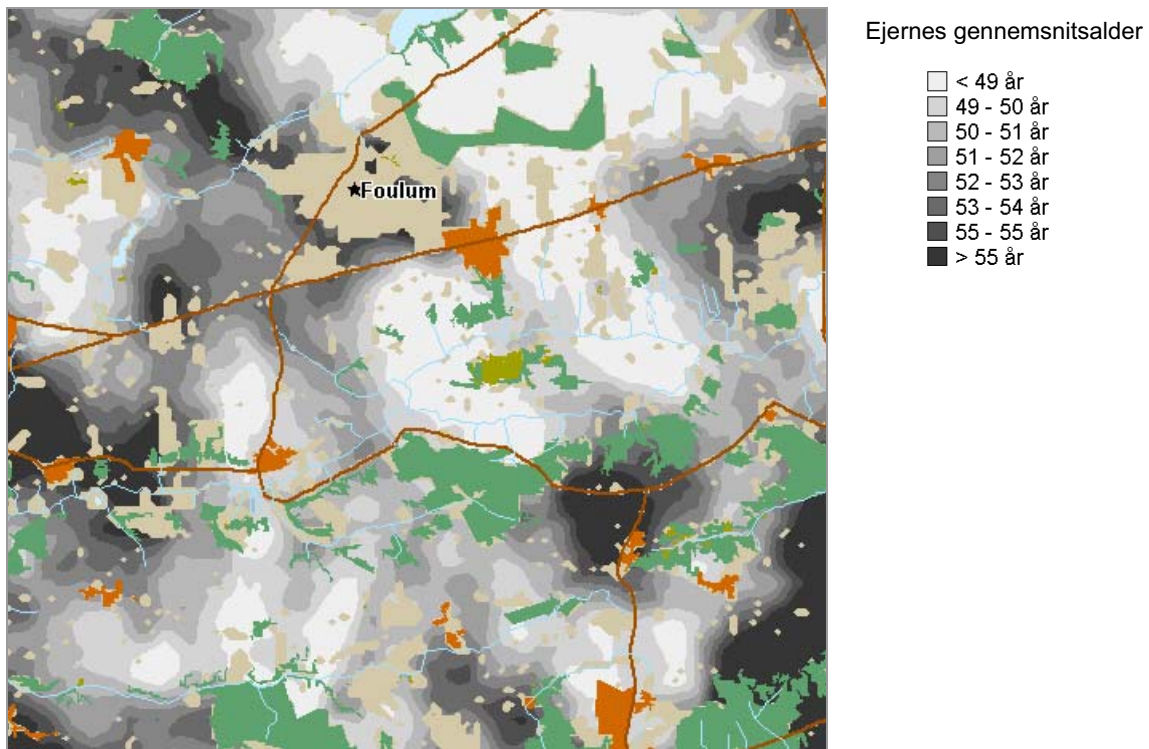 Ejernes gennemsnitsalder
< 49 år
49 - 50 år
50 - 51 år
51 - 52 år
52 - 53 år
53 - 54 år
55 - 55 år
> 55 år
Foulum